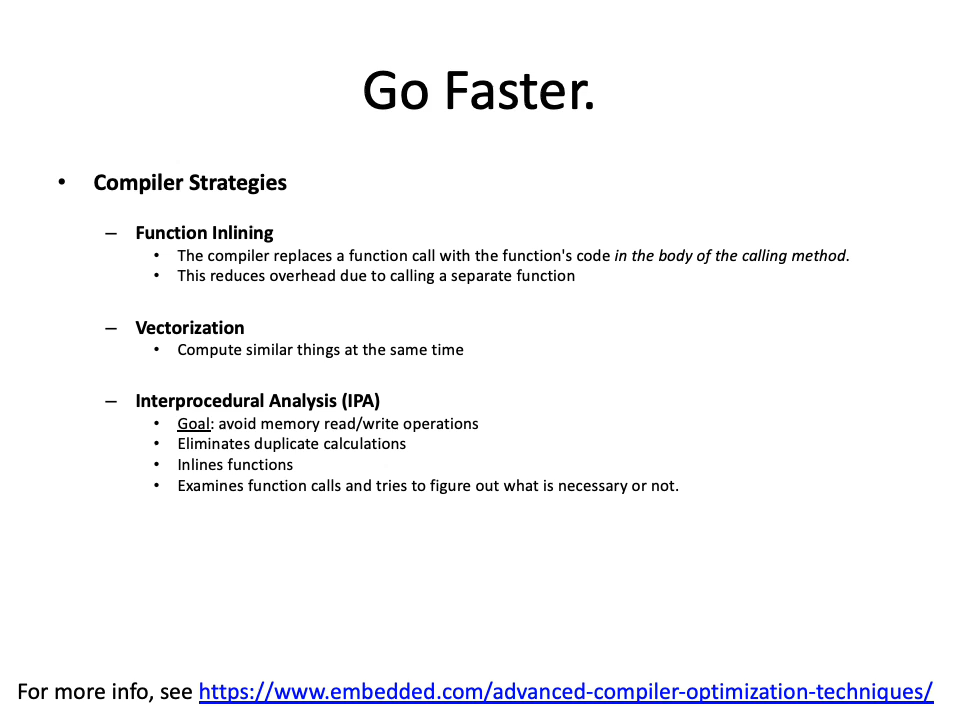 Go Faster.
• Compiler Strategies
– Function Inlining
• The compiler replaces a function call with the function's code in the body of the calling method.
• This reduces overhead due to calling a separate function
– Vectorization
• Compute similar things at the same time
– Interprocedural Analysis (IPA)
• Goal: avoid memory read/write operations
• Eliminates duplicate calculations
• Inlines functions
• Examines function calls and tries to figure out what is necessary or not.
For more info, see https://www.embedded.com/advanced-compiler-optimization-techniques/